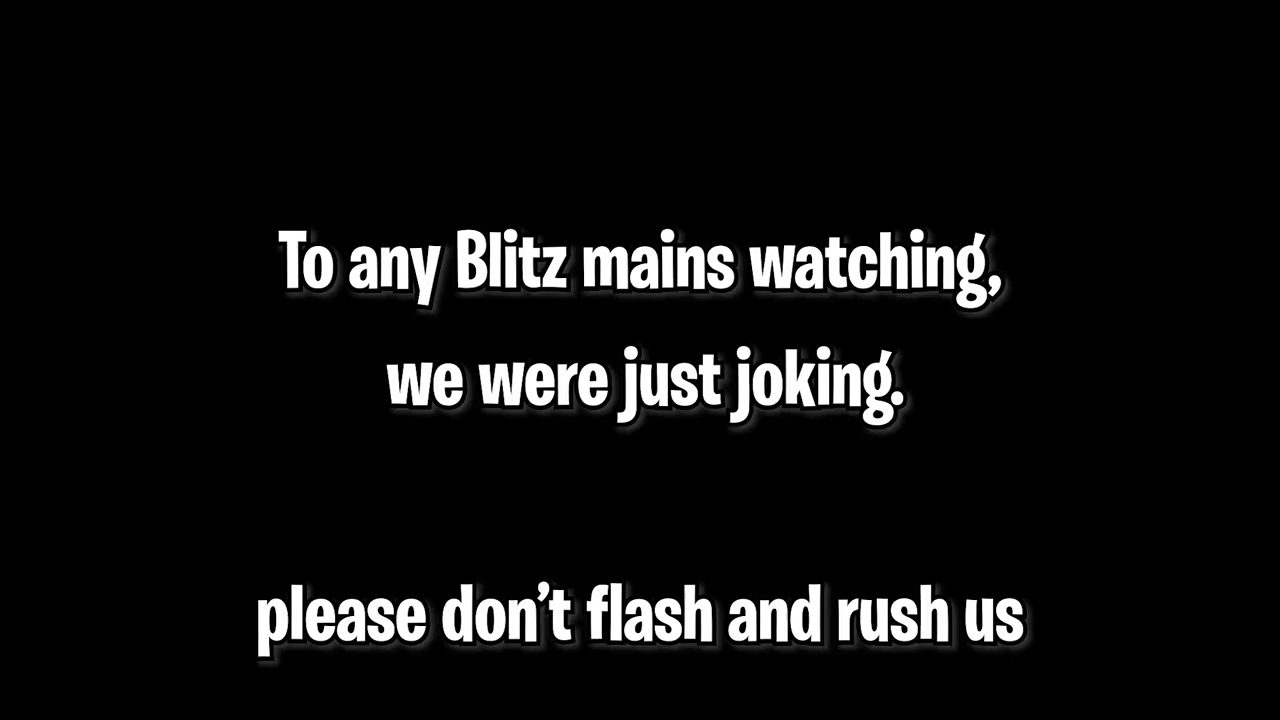 To any Blitz mains watching,
we were just joking.
please don't flash and rush us